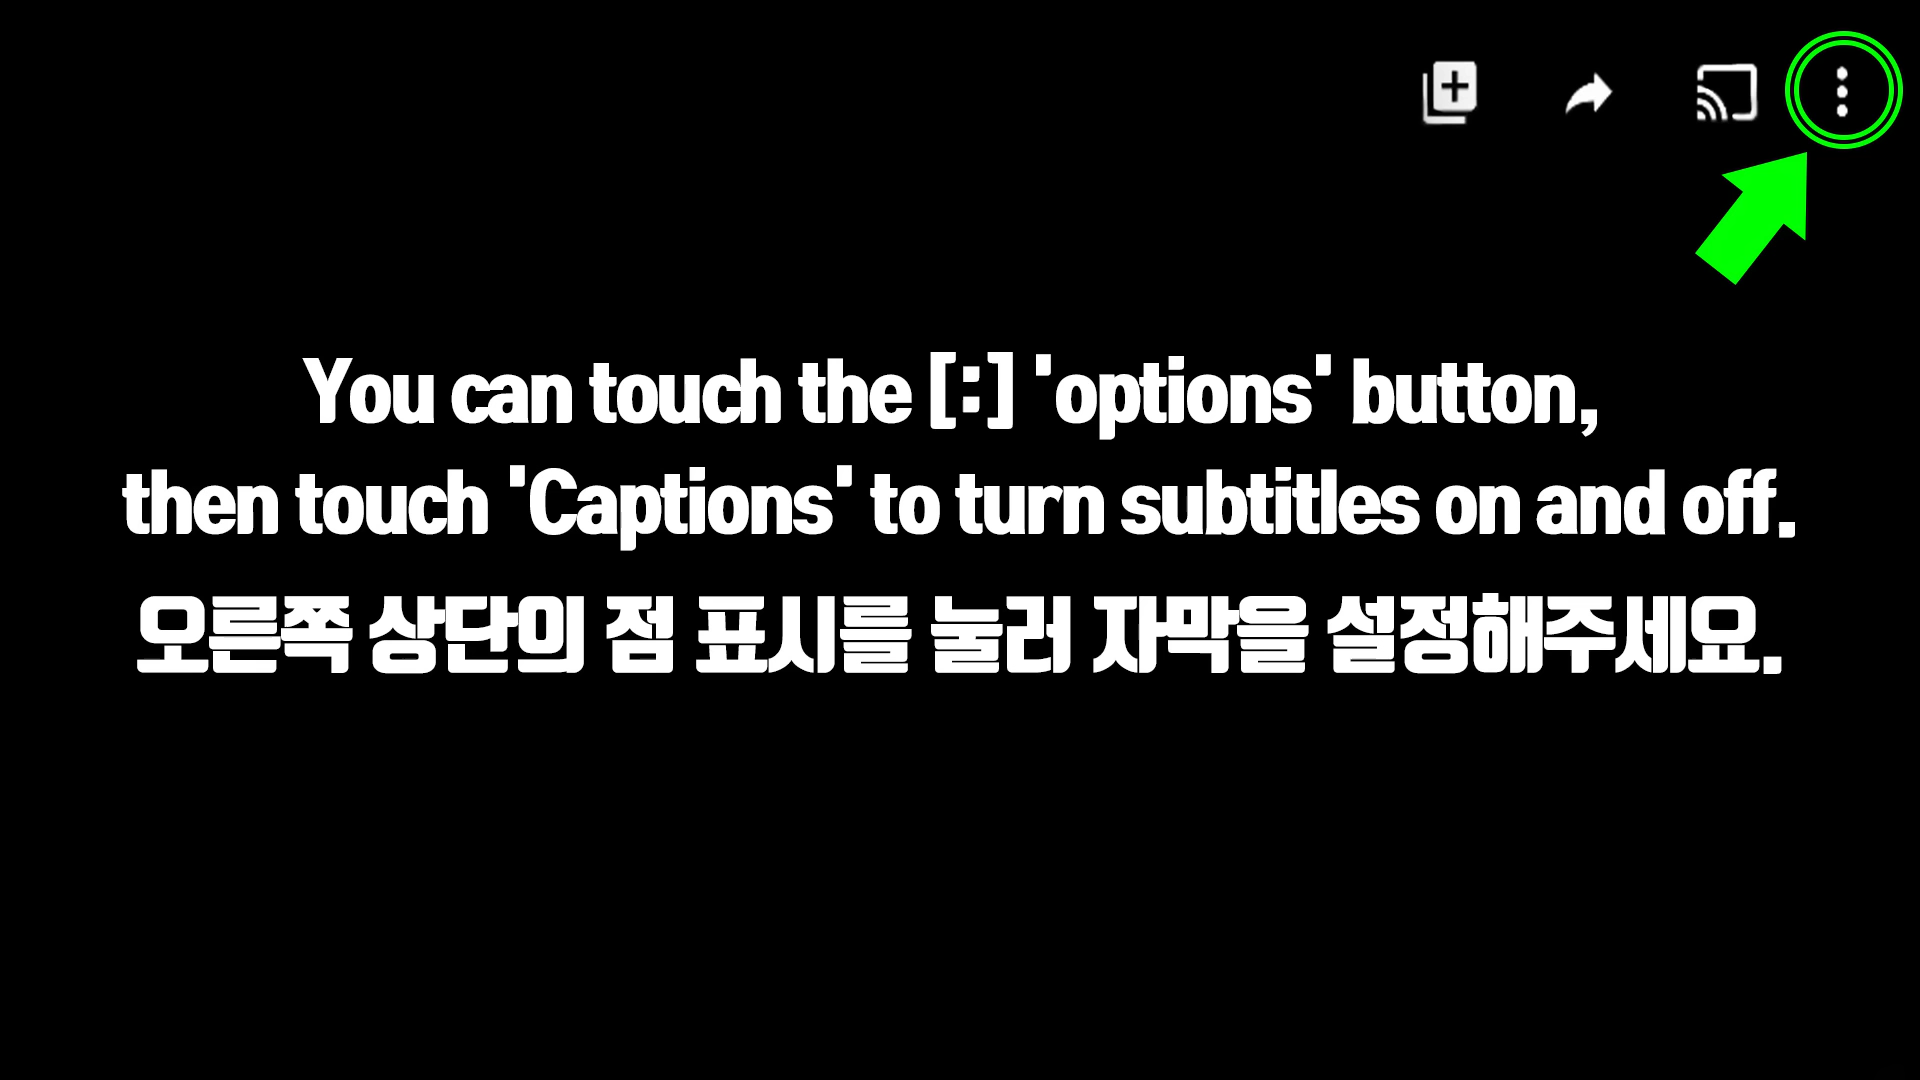 You can touch the [:] 'options' button,
then touch 'Captions' to turn subtitles on and off.
오른쪽 상단의 점 표시를 눌러 자막을 설정해주세요.